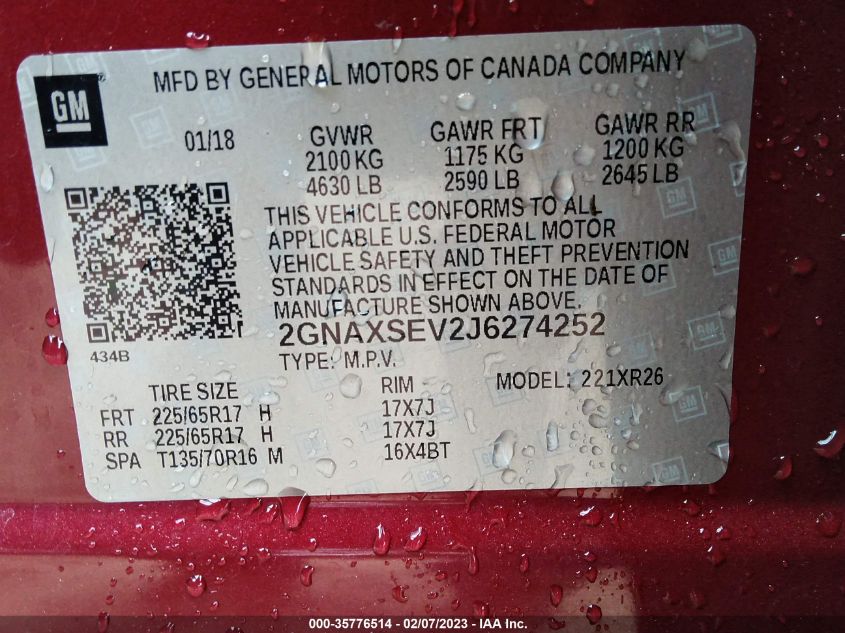 MFD BY GENERAL MOTORS OF CANADA COMPANY
GM
01/18
GVWR GAWR FRT GAWR RR
2100 KG 1175 KG 1200 KG
4630 LB 2590 LB 2645 LB
THIS VEHICLE CONFORMS TO ALL
APPLICABLE U.S. FEDERAL MOTOR
VEHICLE SAFETY AND THEFT PREVENTION
STANDARDS IN EFFECT ON THE DATE OF
MANUFACTURE SHOWN ABOVE.
434B
2GNAXSEV2J6274252
TYPE: M.P.V.
TIRE SIZE RIM MODEL: 221XR26
FRT 225/65R17 H 17X7J
RR 225/65R17 H 17X7J
SPA T135/70R16 M 16X4BT
000-35776514 - 02/07/2023 - IAA Inc.